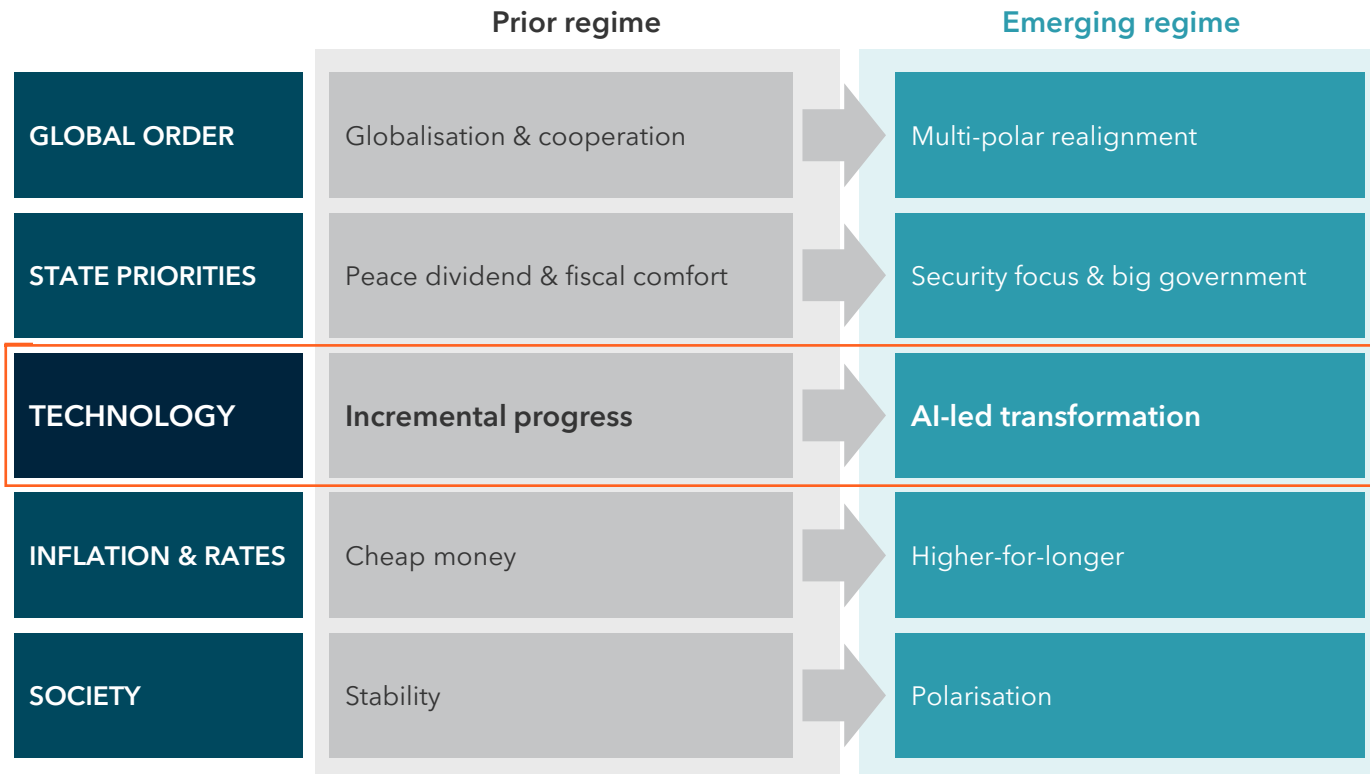 Prior regime
Emerging regime
GLOBAL ORDER
Globalisation & cooperation
Multi-polar realignment
STATE PRIORITIES
Peace dividend & fiscal comfort
Security focus & big government
TECHNOLOGY
Incremental progress
AI-led transformation
INFLATION & RATES
Cheap money
Higher-for-longer
SOCIETY
Stability
Polarisation